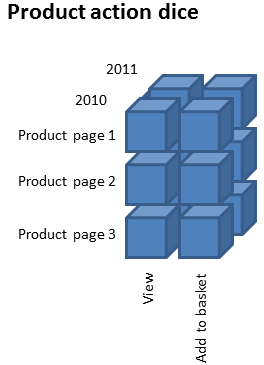 Product action dice
2011
2010
Product page 1
Product page 2
Product page 3
View
Add to basket